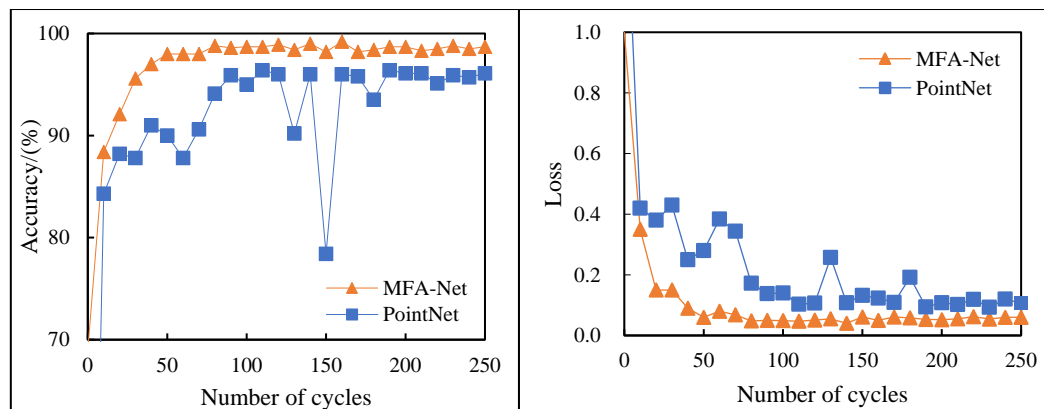 100
90
80
70
Accuracy/(%)
MFA-Net
PointNet
0 50 100 150 200 250
Number of cycles
1.0
0.8
0.6
0.4
0.2
0.0
Loss
MFA-Net
PointNet
0 50 100 150 200 250
Number of cycles